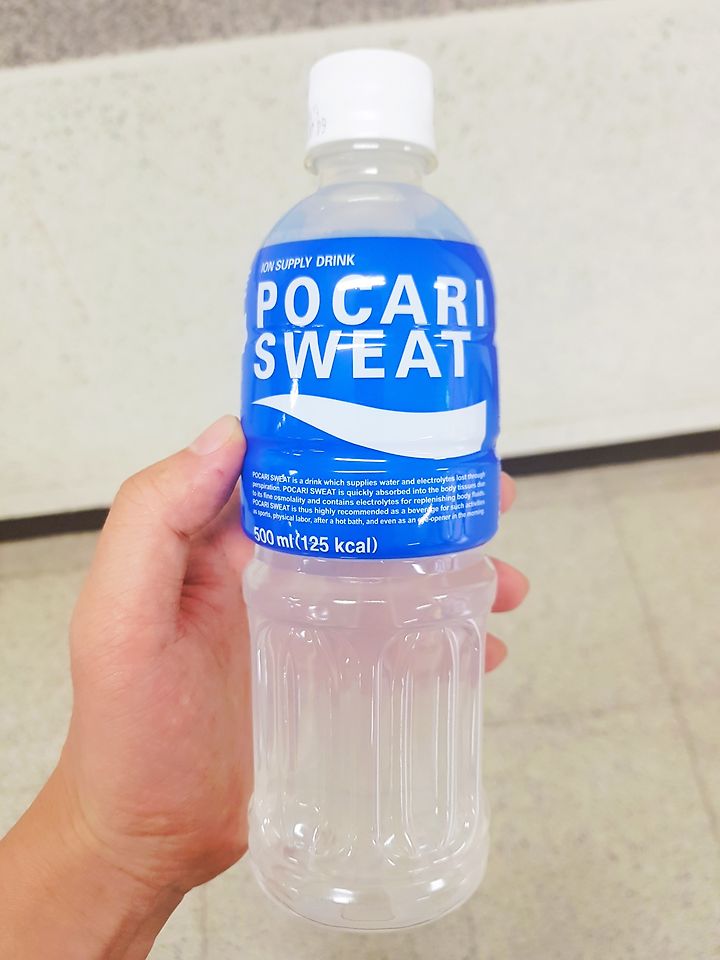 ION SUPPLY DRINK
POCARI
SWEAT
POCARI SWEAT is a drink which supplies water and electrolytes lost through
perspiration. POCARI SWEAT is quickly absorbed into the body tissues due
to its fine osmolality and contains electrolytes for replenishing body fluids.
POCARI SWEAT is thus highly recommended as a beverage for such activities
as sports, physical labor, after a hot bath, and even as an eye-opener in the morning.
500 ml (125 kcal)